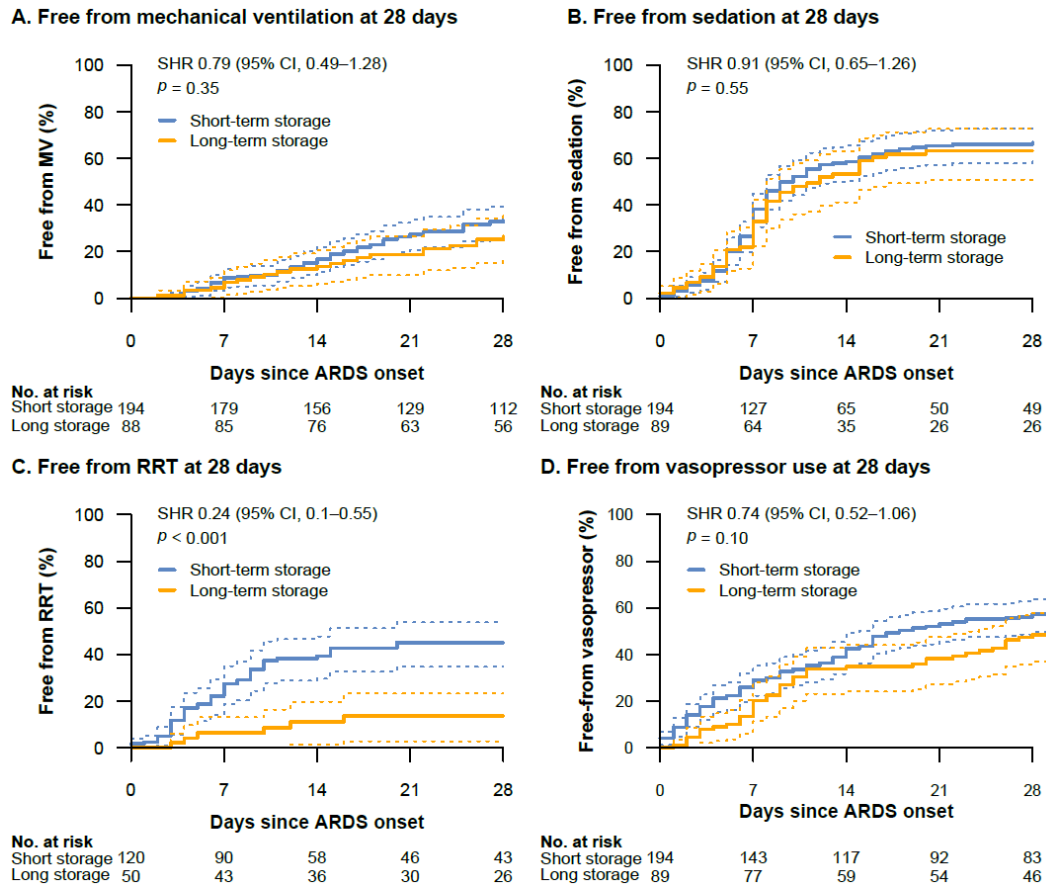 A. Free from mechanical ventilation at 28 days
SHR 0.79 (95% CI, 0.49–1.28)
p = 0.35
Short-term storage
Long-term storage
Free from MV (%)
100
80
60
40
20
0
0 7 14 21 28
Days since ARDS onset
No. at risk
Short storage 194 179 156 129 112
Long storage 88 85 76 63 56
B. Free from sedation at 28 days
SHR 0.91 (95% CI, 0.65–1.26)
p = 0.55
Short-term storage
Long-term storage
Free from sedation (%)
100
80
60
40
20
0
0 7 14 21 28
Days since ARDS onset
No. at risk
Short storage 194 127 65 50 49
Long storage 89 64 35 26 26
C. Free from RRT at 28 days
SHR 0.24 (95% CI, 0.1–0.55)
p < 0.001
Short-term storage
Long-term storage
Free from RRT (%)
100
80
60
40
20
0
0 7 14 21 28
Days since ARDS onset
No. at risk
Short storage 120 90 58 46 43
Long storage 50 43 36 30 26
D. Free from vasopressor use at 28 days
SHR 0.74 (95% CI, 0.52–1.06)
p = 0.10
Short-term storage
Long-term storage
Free-from vasopressor (%)
100
80
60
40
20
0
0 7 14 21 28
Days since ARDS onset
No. at risk
Short storage 194 143 117 92 83
Long storage 89 77 59 54 46